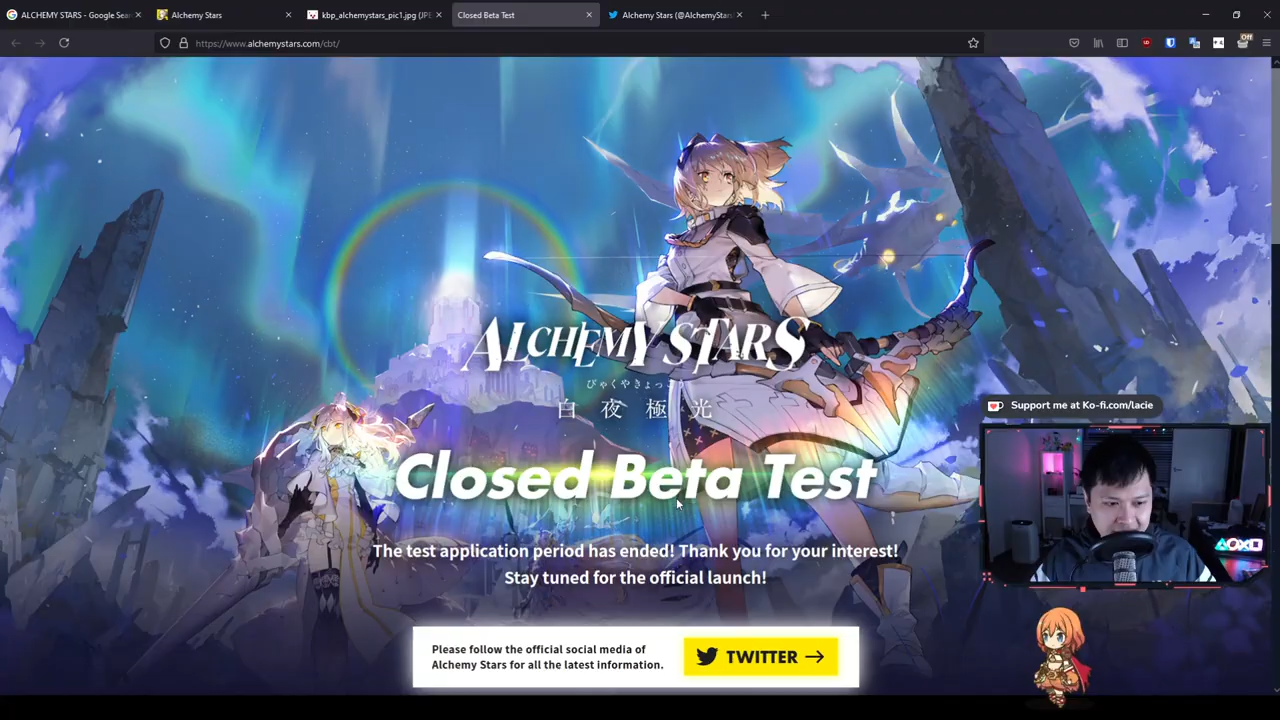 ALCHEMY STARS - Google Sear
Alchemy Stars
kbp_alchemystars_pic1.jpg (JPE
Closed Beta Test
Alchemy Stars (@AlchemyStars
https://www.alchemystars.com/cbt/
Off
ALCHEMY STARS
びゃくやきょっこう
白夜極光
Closed Beta Test
The test application period has ended! Thank you for your interest!
Stay tuned for the official launch!
Please follow the official social media of
Alchemy Stars for all the latest information.
TWITTER →
Support me at Ko-fi.com/lacie